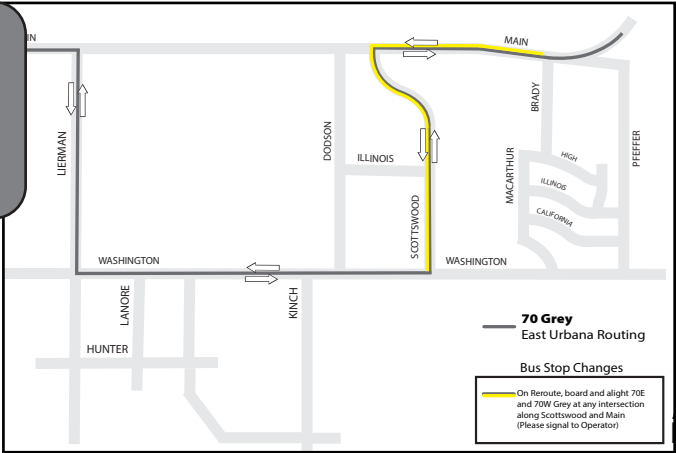 IN
MAIN
LIERMAN
DODSON
ILLINOIS
SCOTTSWOOD
BRADY
MACARTHUR
PFEFFER
HIGH
ILLINOIS
CALIFORNIA
WASHINGTON
WASHINGTON
LANORE
KINCH
HUNTER
70 Grey
East Urbana Routing
Bus Stop Changes
On Reroute, board and alight 70E
and 70W Grey at any intersection
along Scottswood and Main
(Please signal to Operator)